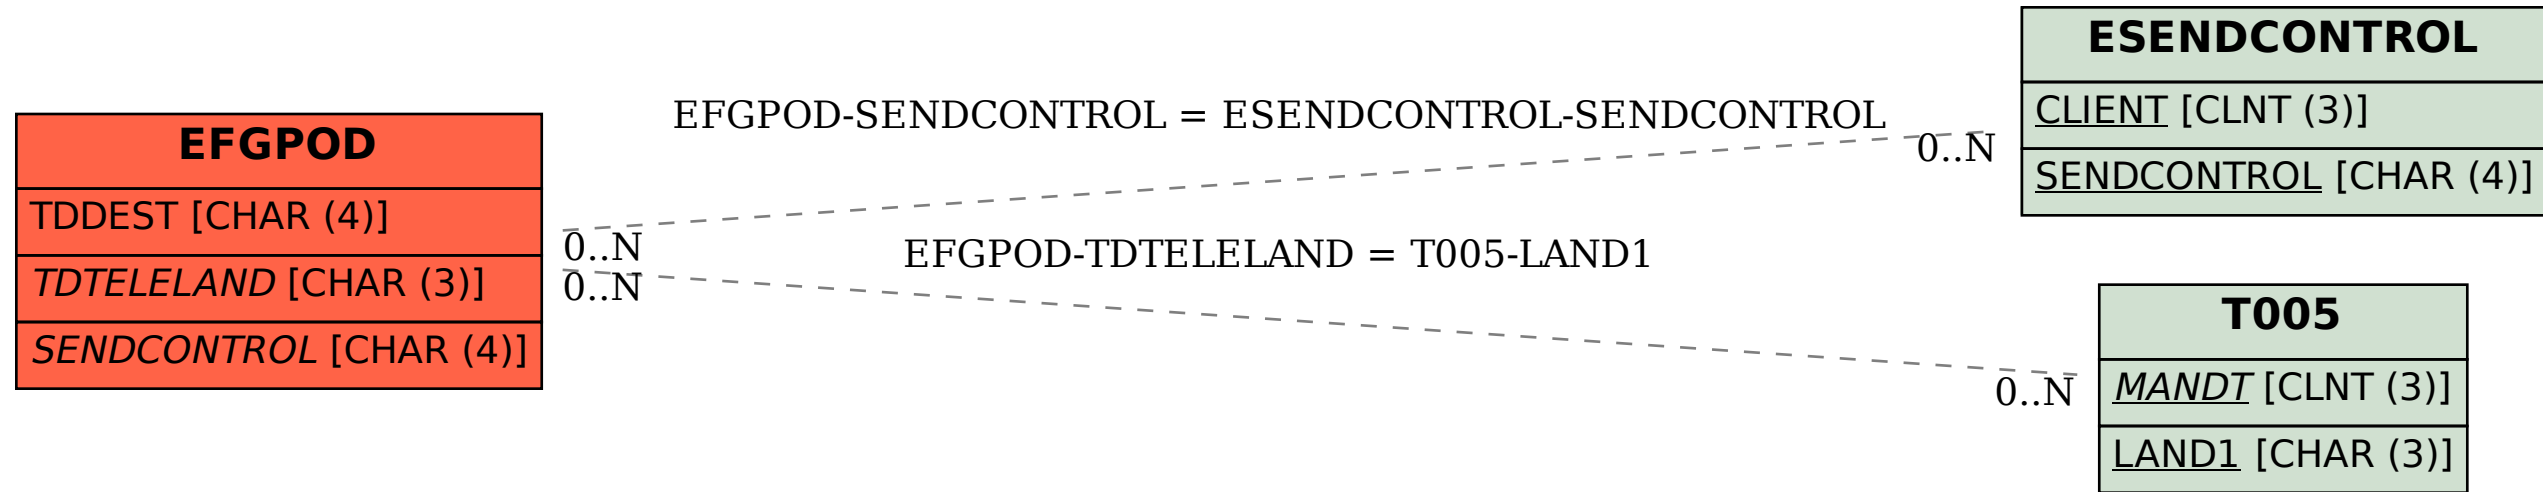 EFGPOD
TDDEST [CHAR (4)]
TDTELELAND [CHAR (3)]
SENDCONTROL [CHAR (4)]
EFGPOD-SENDCONTROL = ESENDCONTROL-SENDCONTROL
0..N
0..N
EFGPOD-TDTELELAND = T005-LAND1
0..N
0..N
ESENDCONTROL
CLIENT [CLNT (3)]
SENDCONTROL [CHAR (4)]
T005
MANDT [CLNT (3)]
LAND1 [CHAR (3)]